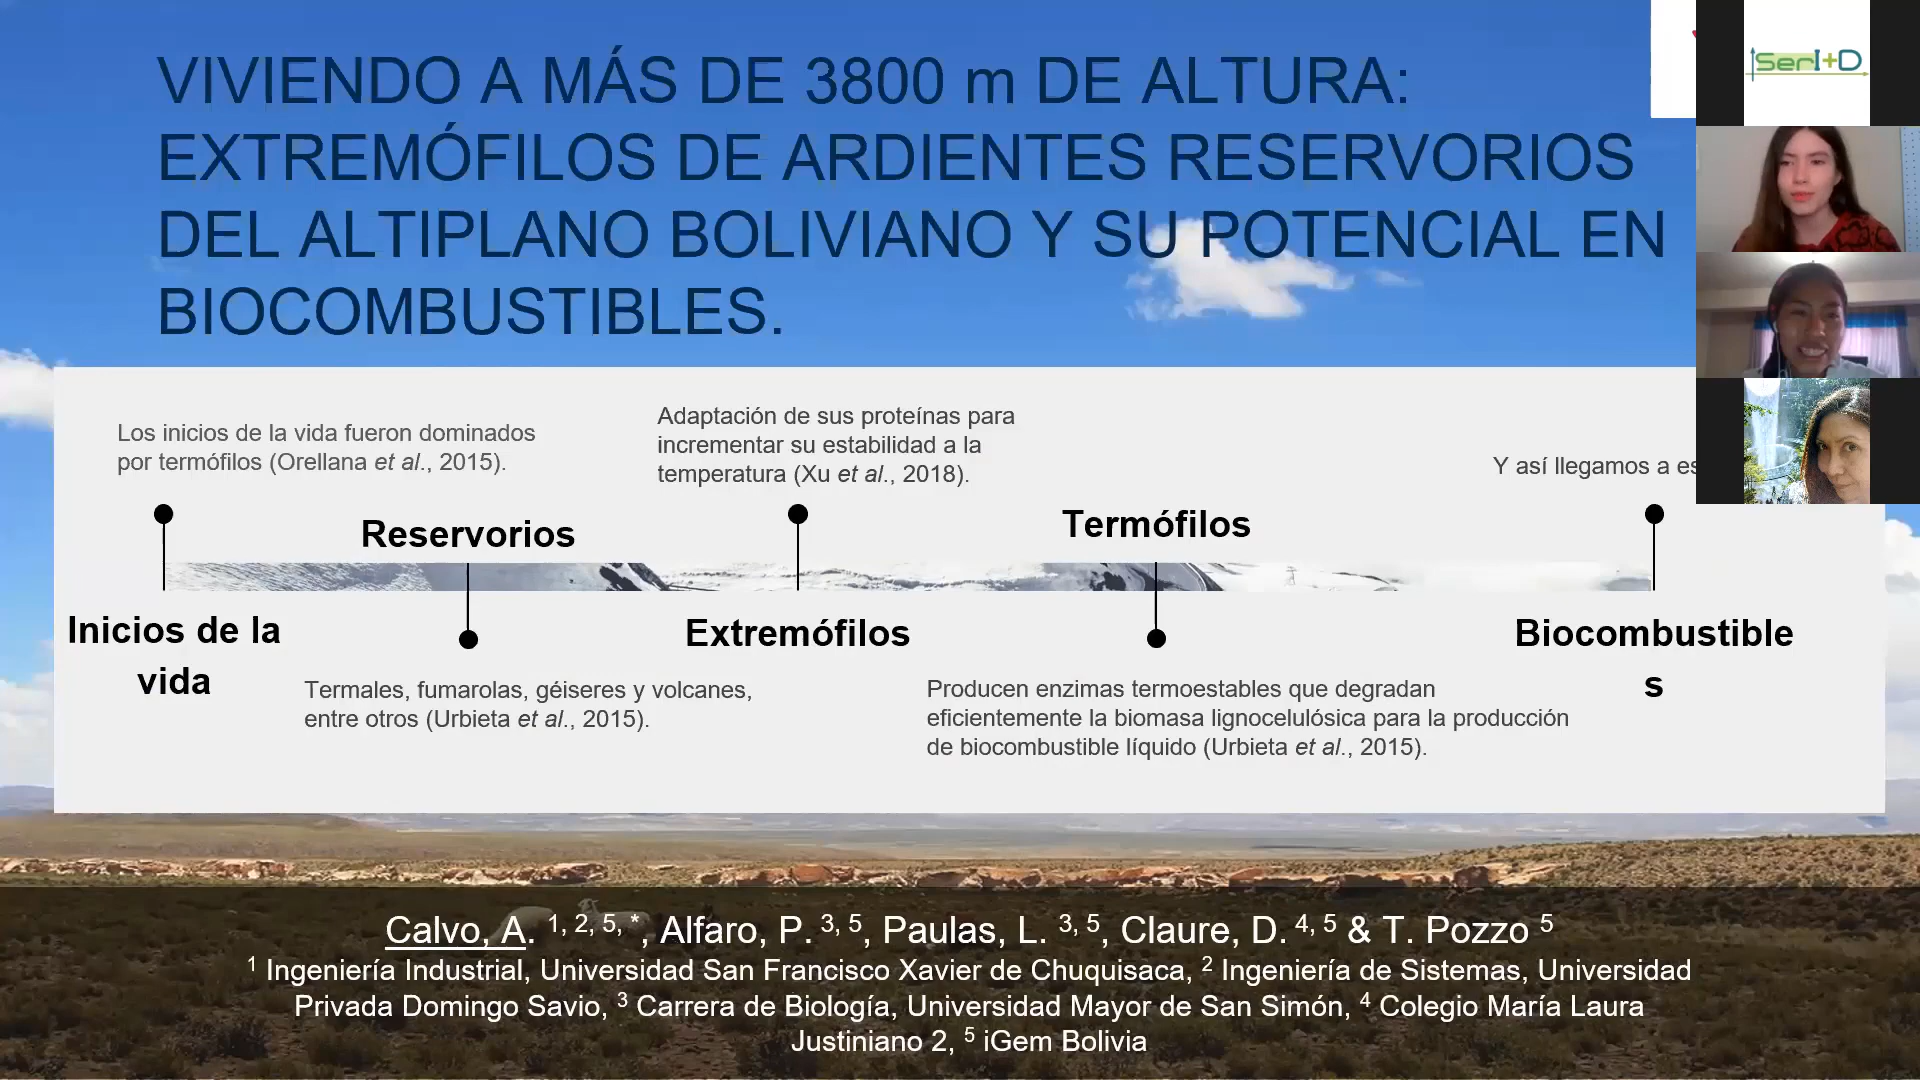 VIVIENDO A MÁS DE 3800 m DE ALTURA:
EXTREMÓFILOS DE ARDIENTES RESERVORIOS
DEL ALTIPLANO BOLIVIANO Y SU POTENCIAL EN
BIOCOMBUSTIBLES.
SerI+D
Los inicios de la vida fueron dominados
por termófilos (Orellana et al., 2015).
Adaptación de sus proteínas para
incrementar su estabilidad a la
temperatura (Xu et al., 2018).
Y así llegamos a es
Reservorios
Termófilos
Inicios de la
vida
Extremófilos
Biocombustible
s
Termales, fumarolas, géiseres y volcanes,
entre otros (Urbieta et al., 2015).
Producen enzimas termoestables que degradan
eficientemente la biomasa lignocelulósica para la producción
de biocombustible líquido (Urbieta et al., 2015).
Calvo, A. 1, 2, 5, *, Alfaro, P. 3, 5, Paulas, L. 3, 5, Claure, D. 4, 5 & T. Pozzo 5
1 Ingeniería Industrial, Universidad San Francisco Xavier de Chuquisaca, 2 Ingeniería de Sistemas, Universidad
Privada Domingo Savio, 3 Carrera de Biología, Universidad Mayor de San Simón, 4 Colegio María Laura
Justiniano 2, 5 iGem Bolivia